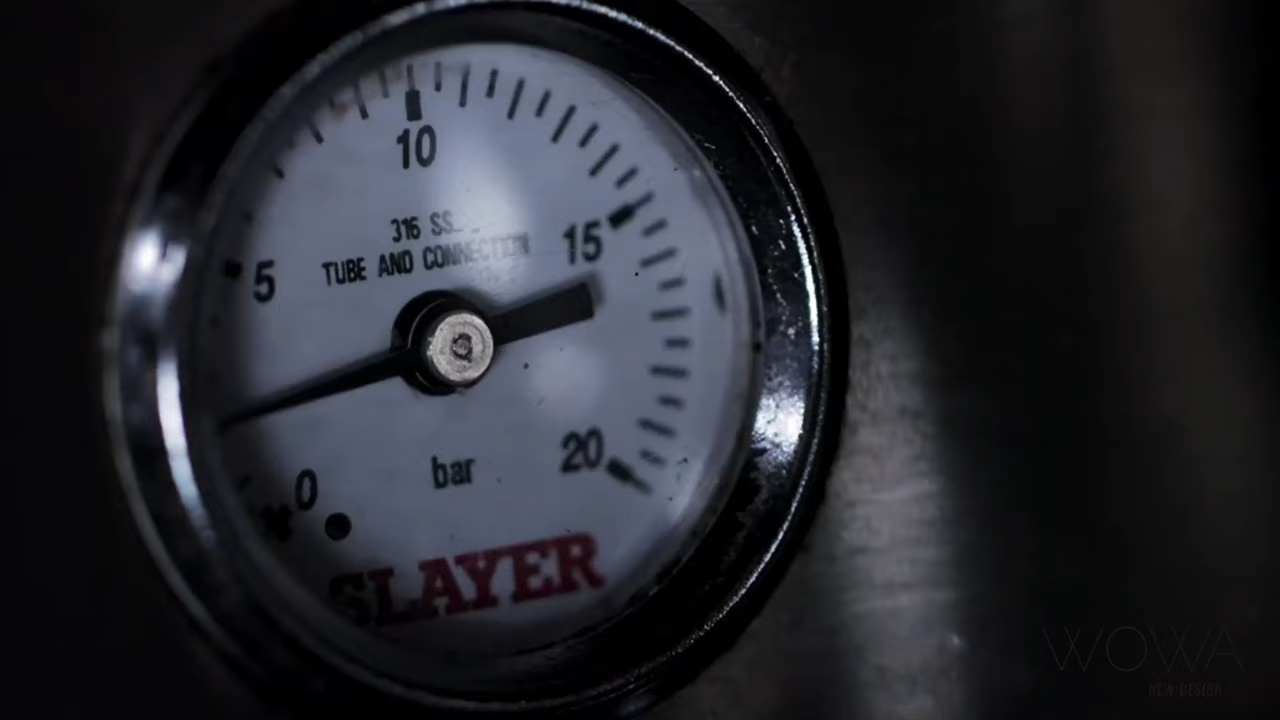 10
316 SS
TUBE AND CONNECTION
15
5
20
bar
0
SLAYER
WOWA
NEW DESIGN